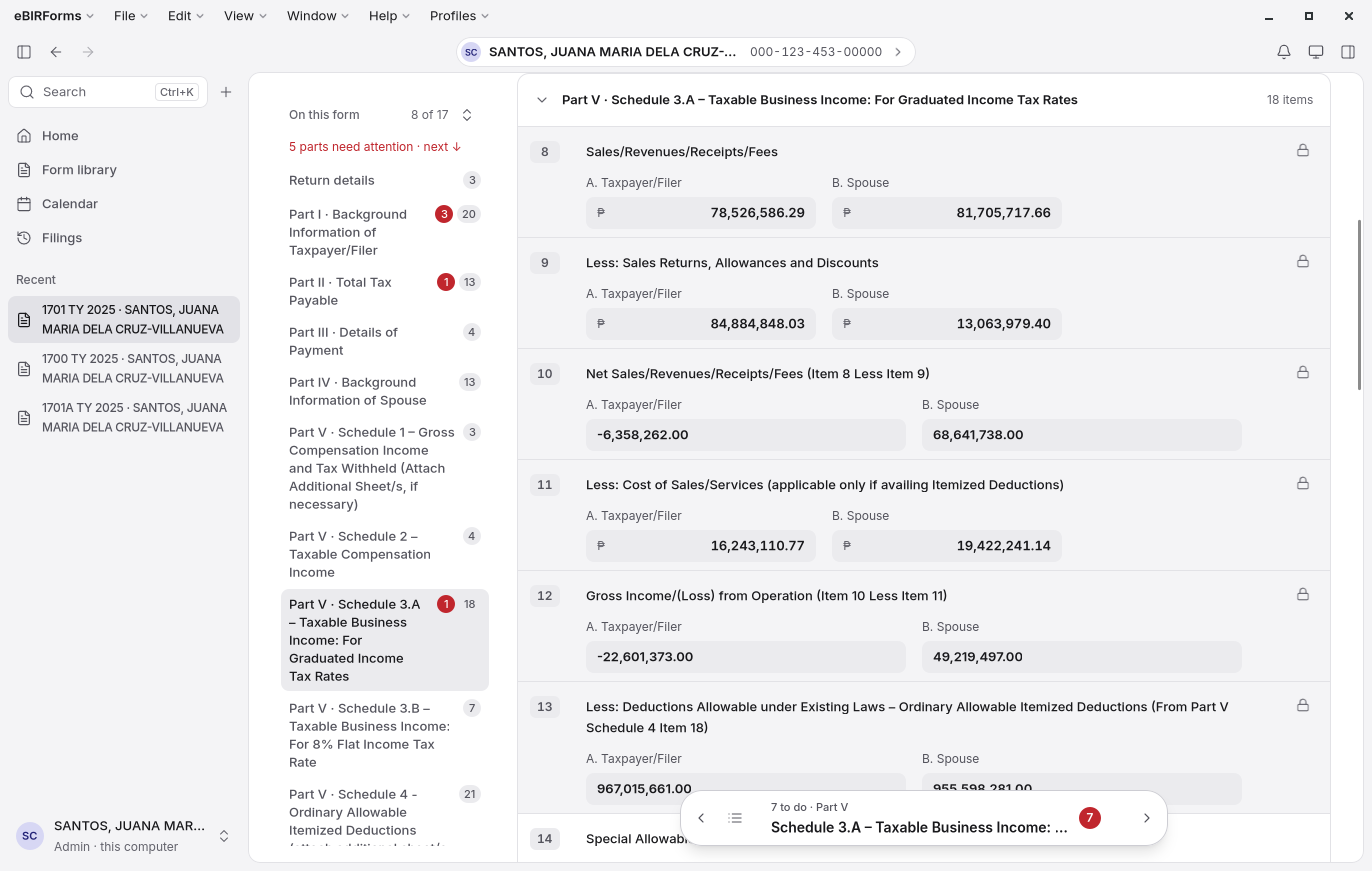 eBIRForms File Edit View Window Help Profiles
SC SANTOS, JUANA MARIA DELA CRUZ-... 000-123-453-00000
Search Ctrl+K
Home
Form library
Calendar
Filings
Recent
1701 TY 2025 · SANTOS, JUANA
MARIA DELA CRUZ-VILLANUEVA
1700 TY 2025 · SANTOS, JUANA
MARIA DELA CRUZ-VILLANUEVA
1701A TY 2025 · SANTOS, JUANA
MARIA DELA CRUZ-VILLANUEVA
SC SANTOS, JUANA MAR...
Admin · this computer
On this form 8 of 17
5 parts need attention · next ↓
Return details 3
Part I · Background 3 20
Information of
Taxpayer/Filer
Part II · Total Tax 1 13
Payable
Part III · Details of 4
Payment
Part IV · Background 13
Information of Spouse
Part V · Schedule 1 – Gross 3
Compensation Income
and Tax Withheld (Attach
Additional Sheet/s, if
necessary)
Part V · Schedule 2 – 4
Taxable Compensation
Income
Part V · Schedule 3.A 1 18
– Taxable Business
Income: For
Graduated Income
Tax Rates
Part V · Schedule 3.B – 7
Taxable Business Income:
For 8% Flat Income Tax
Rate
Part V · Schedule 4 - 21
Ordinary Allowable
Itemized Deductions
Part V · Schedule 3.A – Taxable Business Income: For Graduated Income Tax Rates 18 items
8 Sales/Revenues/Receipts/Fees
A. Taxpayer/Filer B. Spouse
₱ 78,526,586.29 ₱ 81,705,717.66
9 Less: Sales Returns, Allowances and Discounts
A. Taxpayer/Filer B. Spouse
₱ 84,884,848.03 ₱ 13,063,979.40
10 Net Sales/Revenues/Receipts/Fees (Item 8 Less Item 9)
A. Taxpayer/Filer B. Spouse
-6,358,262.00 68,641,738.00
11 Less: Cost of Sales/Services (applicable only if availing Itemized Deductions)
A. Taxpayer/Filer B. Spouse
₱ 16,243,110.77 ₱ 19,422,241.14
12 Gross Income/(Loss) from Operation (Item 10 Less Item 11)
A. Taxpayer/Filer B. Spouse
-22,601,373.00 49,219,497.00
13 Less: Deductions Allowable under Existing Laws – Ordinary Allowable Itemized Deductions (From Part V
Schedule 4 Item 18)
A. Taxpayer/Filer B. Spouse
967,015,661.00 955,598,281.00
14 Special
7 to do · Part V
Schedule 3.A – Taxable Business Income: ... 7